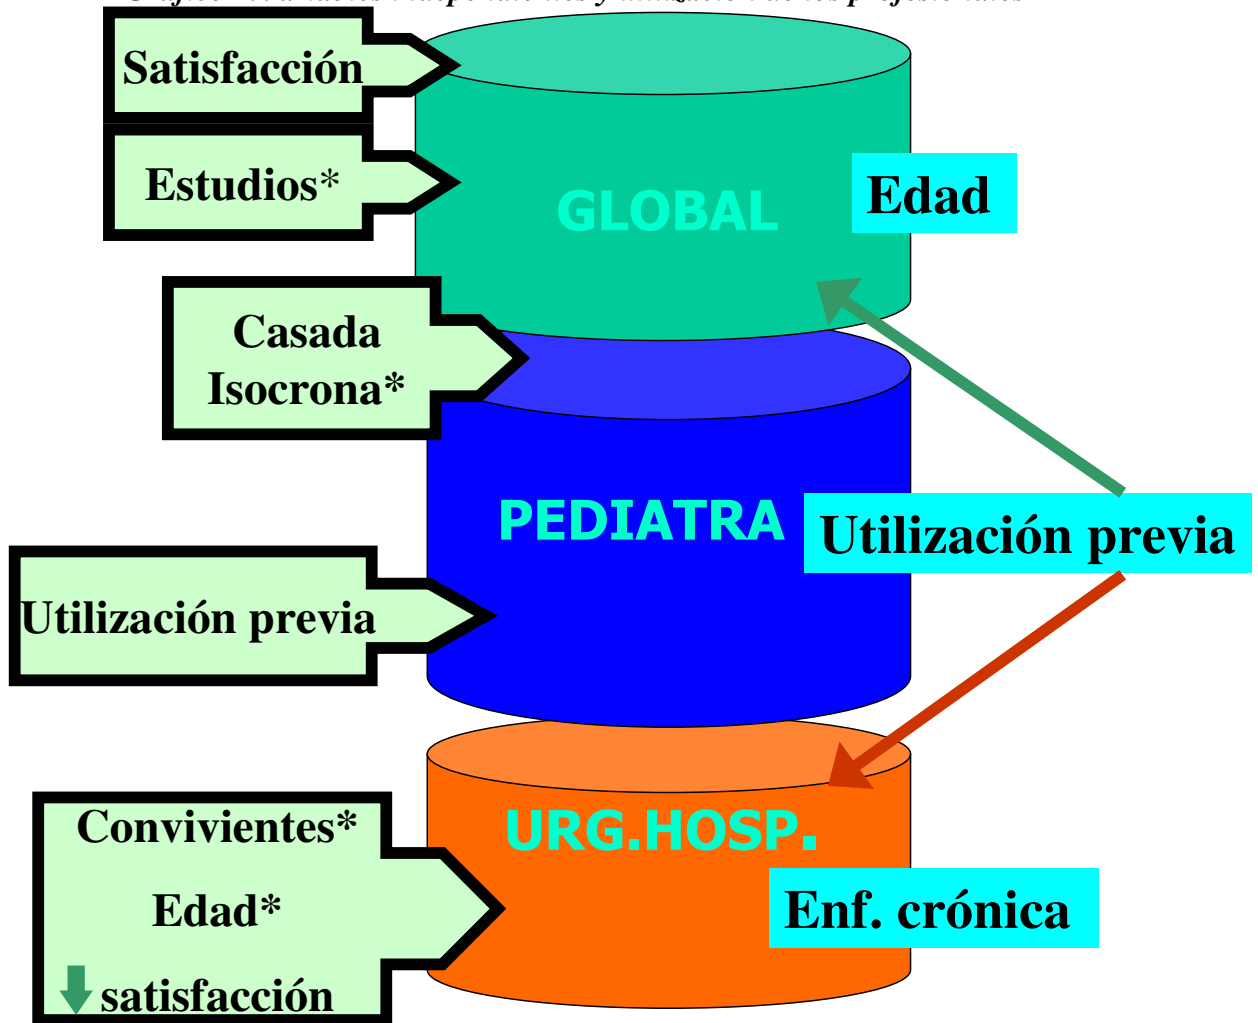 Satisfacción
Estudios*
GLOBAL
Edad
Casada
Isocrona*
PEDIATRA
Utilización previa
Utilización previa
Convivientes*
Edad*
satisfacción
URG.HOSP.
Enf. crónica